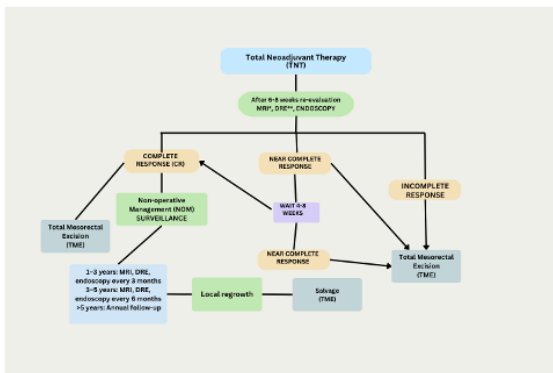 Total Neoadjuvant Therapy
(TNT)
After 6-8 weeks re-evaluation
MRI*, DRE**, ENDOSCOPY
COMPLETE
RESPONSE (CR)
NEAR COMPLETE
RESPONSE
INCOMPLETE
RESPONSE
Non-operative
Management (NOM)
SURVEILLANCE
WAIT 4-8
WEEKS
Total Mesorectal
Excision
(TME)
NEAR COMPLETE
RESPONSE
Total Mesorectal
Excision
(TME)
1-3 years: MRI, DRE,
endoscopy every 3 months
3-5 years: MRI, DRE,
endoscopy every 6 months
>5 years: Annual follow-up
Local regrowth
Salvage
(TME)